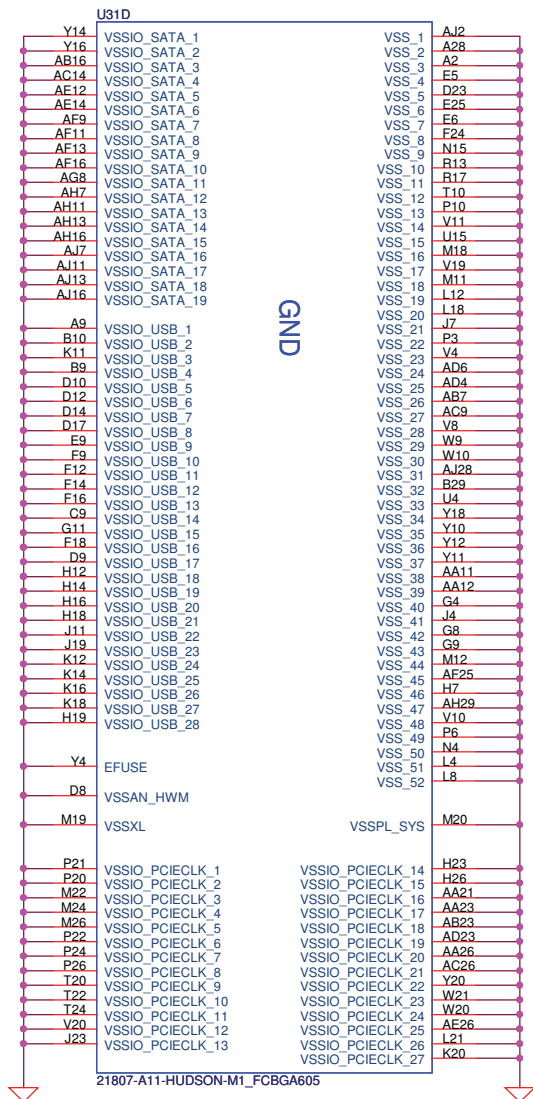 U31D
Y14 VSSIO_SATA_1 VSS_1 AJ2
Y16 VSSIO_SATA_2 VSS_2 A28
AB16 VSSIO_SATA_3 VSS_3 A2
AC14 VSSIO_SATA_4 VSS_4 E5
AE12 VSSIO_SATA_5 VSS_5 D23
AE14 VSSIO_SATA_6 VSS_6 E25
AF9 VSSIO_SATA_7 VSS_7 E6
AF11 VSSIO_SATA_8 VSS_8 F24
AF13 VSSIO_SATA_9 VSS_9 N15
AF16 VSSIO_SATA_10 VSS_10 R13
AG8 VSSIO_SATA_11 VSS_11 R17
AH7 VSSIO_SATA_12 VSS_12 T10
AH11 VSSIO_SATA_13 VSS_13 P10
AH13 VSSIO_SATA_14 VSS_14 V11
AH16 VSSIO_SATA_15 VSS_15 U15
AJ7 VSSIO_SATA_16 VSS_16 M18
AJ11 VSSIO_SATA_17 VSS_17 V19
AJ13 VSSIO_SATA_18 VSS_18 M11
AJ16 VSSIO_SATA_19 VSS_19 L12
VSS_20 L18
A9 VSSIO_USB_1 VSS_21 J7
B10 VSSIO_USB_2 VSS_22 P3
K11 VSSIO_USB_3 VSS_23 V4
B9 VSSIO_USB_4 VSS_24 AD6
D10 VSSIO_USB_5 VSS_25 AD4
D12 VSSIO_USB_6 VSS_26 AB7
D14 VSSIO_USB_7 VSS_27 AC9
D17 VSSIO_USB_8 VSS_28 V8
E9 VSSIO_USB_9 VSS_29 W9
F9 VSSIO_USB_10 VSS_30 W10
F12 VSSIO_USB_11 VSS_31 AJ28
F14 VSSIO_USB_12 VSS_32 B29
F16 VSSIO_USB_13 VSS_33 U4
C9 VSSIO_USB_14 VSS_34 Y18
G11 VSSIO_USB_15 VSS_35 Y10
F18 VSSIO_USB_16 VSS_36 Y12
D9 VSSIO_USB_17 VSS_37 Y11
H12 VSSIO_USB_18 VSS_38 AA11
H14 VSSIO_USB_19 VSS_39 AA12
H16 VSSIO_USB_20 VSS_40 G4
H18 VSSIO_USB_21 VSS_41 J4
J11 VSSIO_USB_22 VSS_42 G8
J19 VSSIO_USB_23 VSS_43 G9
K12 VSSIO_USB_24 VSS_44 M12
K14 VSSIO_USB_25 VSS_45 AF25
K16 VSSIO_USB_26 VSS_46 H7
K18 VSSIO_USB_27 VSS_47 AH29
H19 VSSIO_USB_28 VSS_48 V10
VSS_49 P6
VSS_50 N4
Y4 EFUSE VSS_51 L4
VSS_52 L8
D8 VSSAN_HWM
M19 VSSXL VSSPL_SYS M20
P21 VSSIO_PCIECLK_1 VSSIO_PCIECLK_14 H23
P20 VSSIO_PCIECLK_2 VSSIO_PCIECLK_15 H26
M22 VSSIO_PCIECLK_3 VSSIO_PCIECLK_16 AA21
M24 VSSIO_PCIECLK_4 VSSIO_PCIECLK_17 AA23
M26 VSSIO_PCIECLK_5 VSSIO_PCIECLK_18 AB23
P22 VSSIO_PCIECLK_6 VSSIO_PCIECLK_19 AD23
P24 VSSIO_PCIECLK_7 VSSIO_PCIECLK_20 AA26
P26 VSSIO_PCIECLK_8 VSSIO_PCIECLK_21 AC26
T20 VSSIO_PCIECLK_9 VSSIO_PCIECLK_22 Y20
T22 VSSIO_PCIECLK_10 VSSIO_PCIECLK_23 W21
T24 VSSIO_PCIECLK_11 VSSIO_PCIECLK_24 W20
V20 VSSIO_PCIECLK_12 VSSIO_PCIECLK_25 AE26
J23 VSSIO_PCIECLK_13 VSSIO_PCIECLK_26 L21
VSSIO_PCIECLK_27 K20
GND
21807-A11-HUDSON-M1_FCBGA605